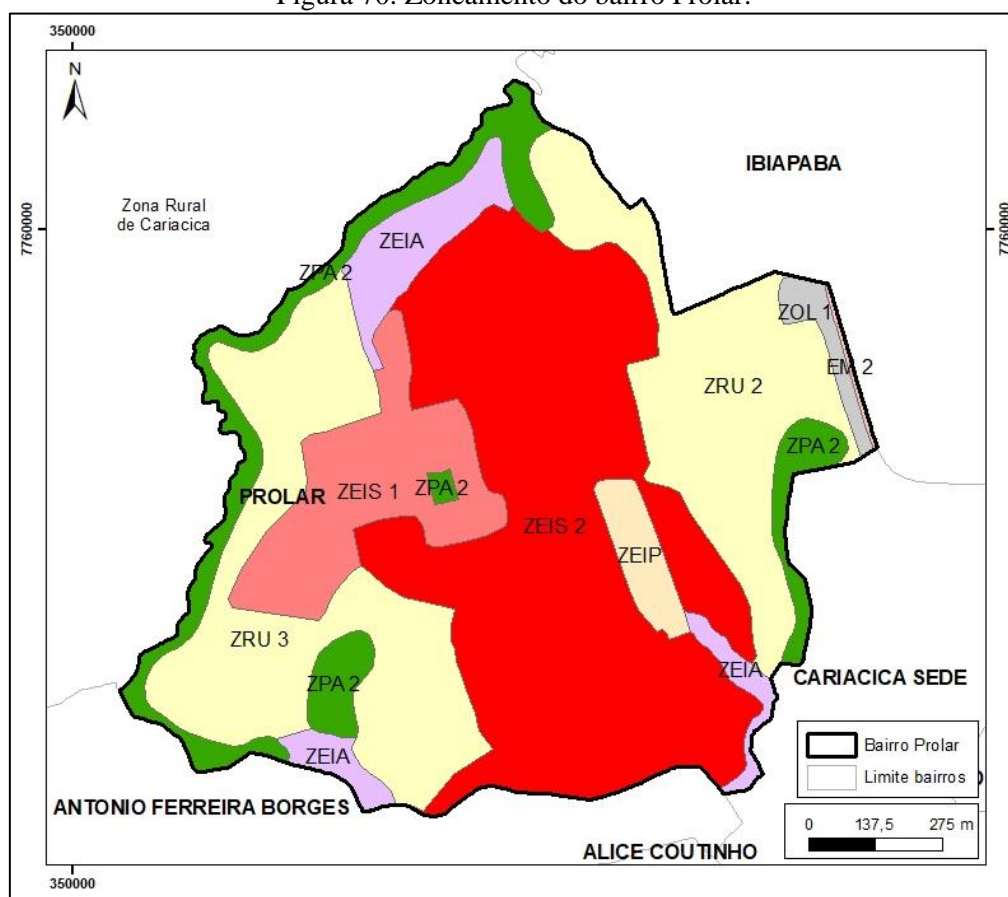 Figura 70: Zoneamento do bairro Prolar.
350000
N
IBIAPABA
Zona Rural
de Cariacica
7760000
7760000
ZEIA
ZPA 2
ZOL 1
EM 2
ZRU 2
ZPA 2
PROLAR
ZEIS 1
ZPA 2
ZEIS 2
ZEIP
ZRU 3
ZPA 2
ZEIA
CARIACICA SEDE
ZEIA
Bairro Prolar
Limite bairros
ANTONIO FERREIRA BORGES
0 137,5 275 m
ALICE COUTINHO
350000